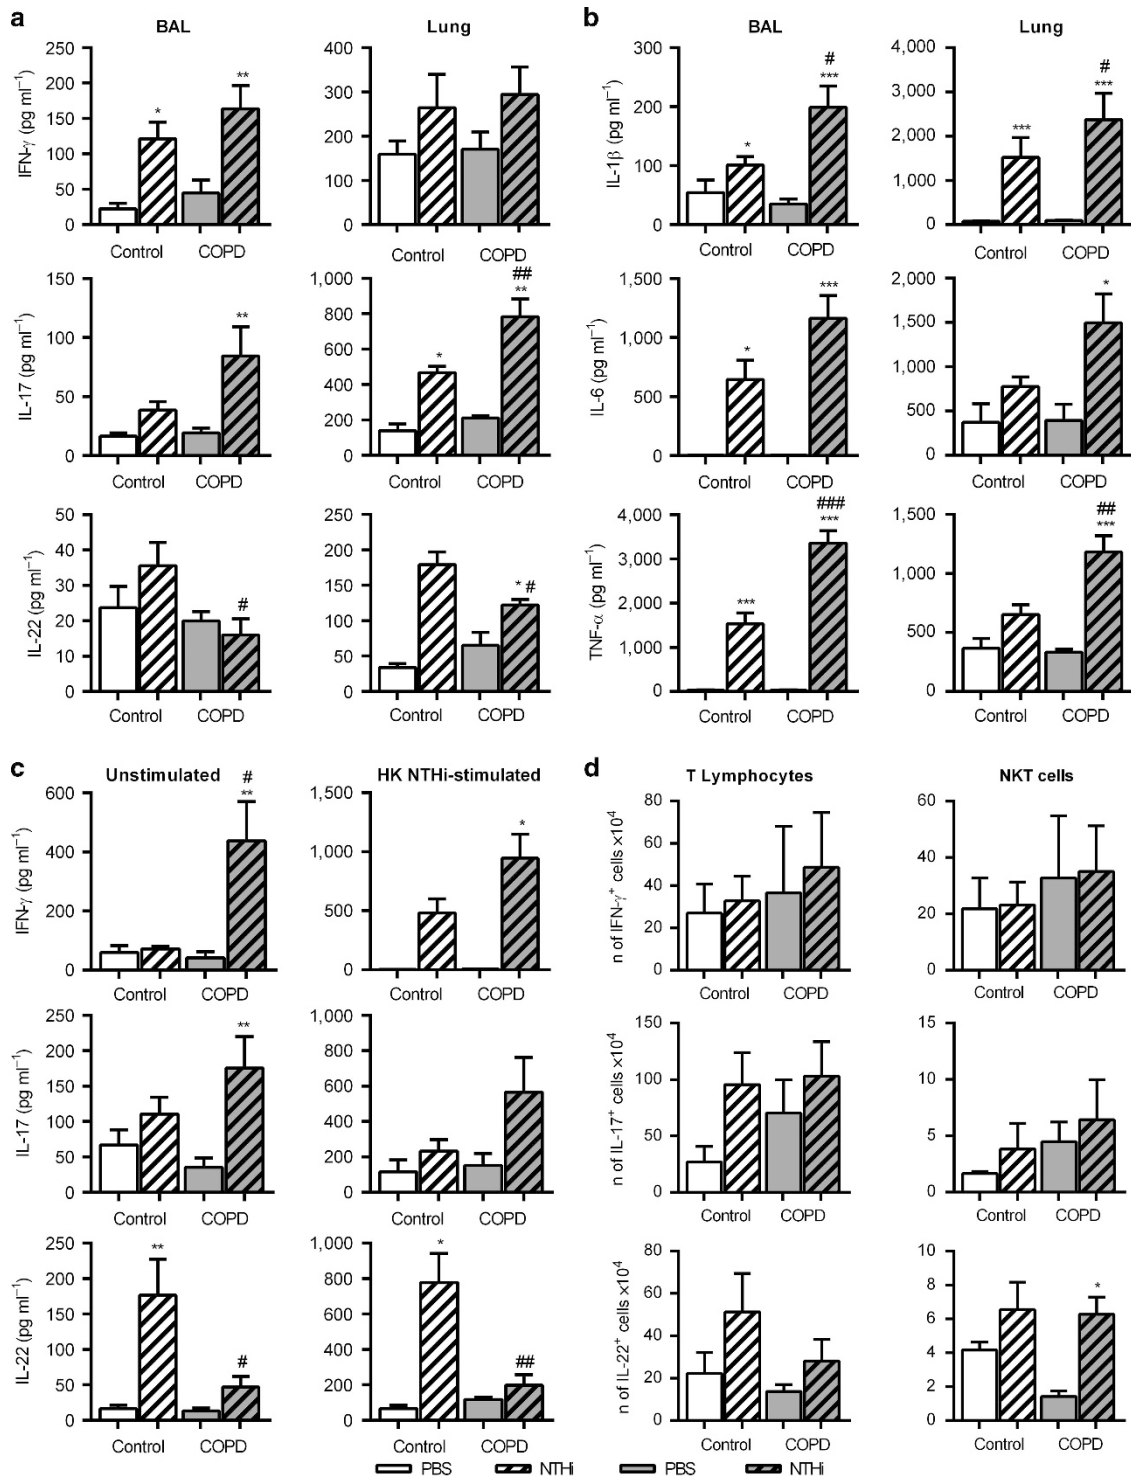 a
BAL
Lung
b
BAL
Lung
IFN-γ (pg ml⁻¹)
250
200
150
100
50
0
*
**
Control
COPD
400
300
200
100
0
Control
COPD
IL-1β (pg ml⁻¹)
300
200
100
0
*
#
***
Control
COPD
4,000
3,000
2,000
1,000
0
***
#
***
Control
COPD
IL-17 (pg ml⁻¹)
150
100
50
0
**
Control
COPD
1,000
800
600
400
200
0
*
##
**
Control
COPD
IL-6 (pg ml⁻¹)
1,500
1,000
500
0
*
***
Control
COPD
2,000
1,500
1,000
500
0
*
Control
COPD
IL-22 (pg ml⁻¹)
50
40
30
20
10
0
#
Control
COPD
250
200
150
100
50
0
* #
Control
COPD
TNF-α (pg ml⁻¹)
4,000
3,000
2,000
1,000
0
***
###
***
Control
COPD
1,500
1,000
500
0
##
***
Control
COPD
c
Unstimulated
HK NTHi-stimulated
d
T Lymphocytes
NKT cells
IFN-γ (pg ml⁻¹)
600
400
200
0
#
**
Control
COPD
1,500
1,000
500
0
*
Control
COPD
n of IFN-γ⁺ cells ×10⁴
80
60
40
20
0
Control
COPD
60
40
20
0
Control
COPD
IL-17 (pg ml⁻¹)
250
200
150
100
50
0
**
Control
COPD
1,000
800
600
400
200
0
Control
COPD
n of IL-17⁺ cells ×10⁴
150
100
50
0
Control
COPD
15
10
5
0
Control
COPD
IL-22 (pg ml⁻¹)
250
200
150
100
50
0
**
#
Control
COPD
1,000
800
600
400
200
0
*
##
Control
COPD
n of IL-22⁺ cells ×10⁴
80
60
40
20
0
Control
COPD
10
8
6
4
2
0
*
Control
COPD
PBS
NTHi
PBS
NTHi